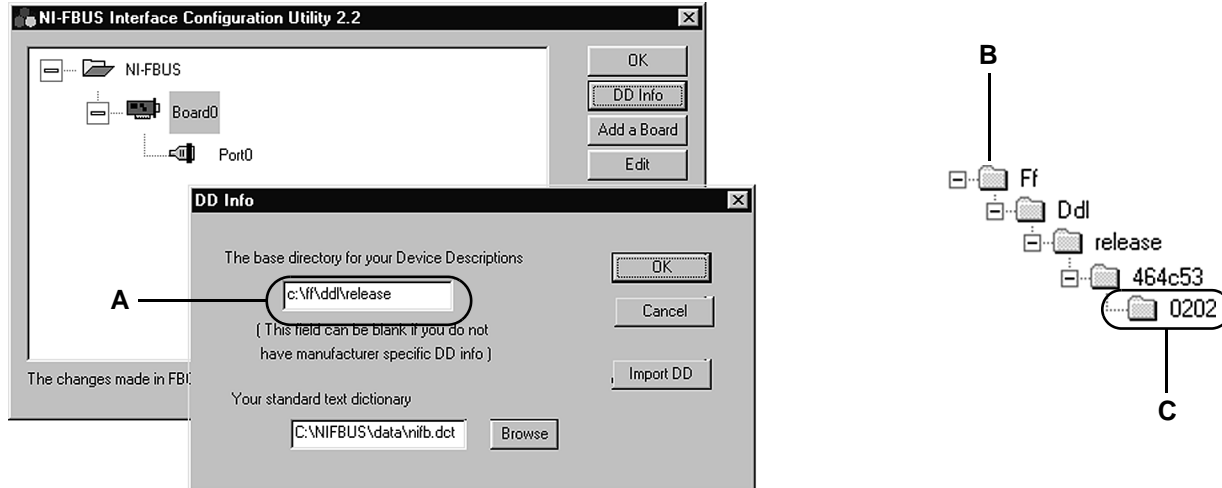 NI-FBUS Interface Configuration Utility 2.2
NI-FBUS
Board0
Port0
OK
DD Info
Add a Board
Edit
The changes made in FBC
DD Info
The base directory for your Device Descriptions
c:\ff\ddl\release
( This field can be blank if you do not
have manufacturer specific DD info )
Your standard text dictionary
C:\NIFBUS\data\nifb.dct
Browse
OK
Cancel
Import DD
A
B
Ff
Ddl
release
464c53
0202
C